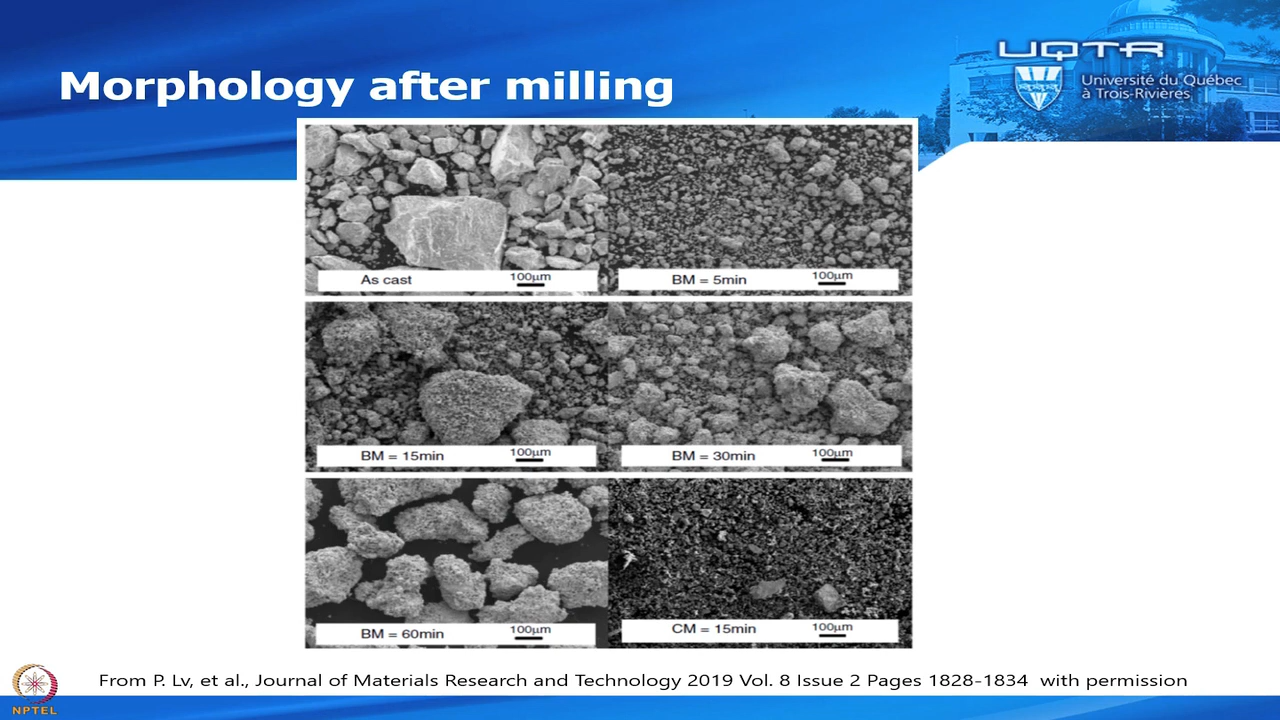 Morphology after milling
UQTR
Université du Québec
à Trois-Rivières
As cast 100μm
BM = 5min 100μm
BM = 15min 100μm
BM = 30min 100μm
BM = 60min 100μm
CM = 15min 100μm
From P. Lv, et al., Journal of Materials Research and Technology 2019 Vol. 8 Issue 2 Pages 1828-1834 with permission
NPTEL